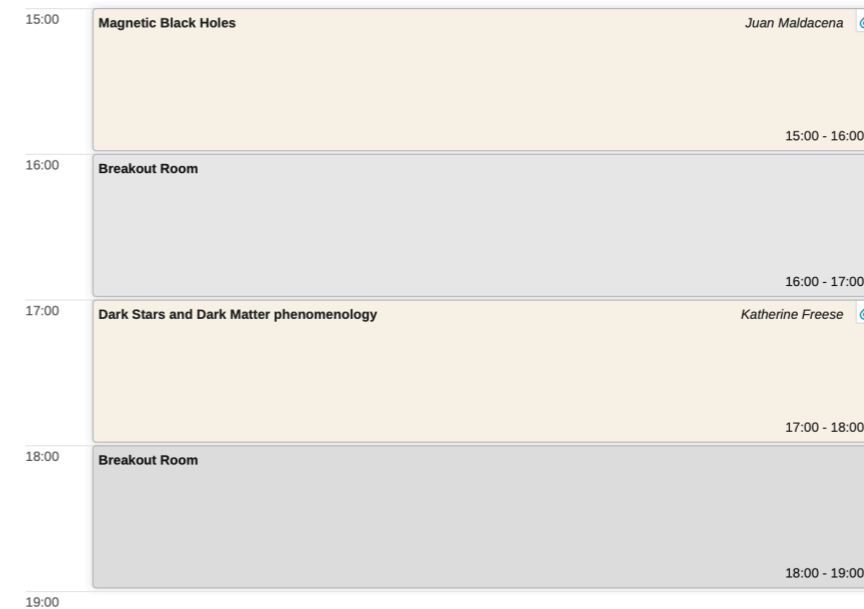 15:00
Magnetic Black Holes Juan Maldacena
15:00 - 16:00
16:00
Breakout Room
16:00 - 17:00
17:00
Dark Stars and Dark Matter phenomenology Katherine Freese
17:00 - 18:00
18:00
Breakout Room
18:00 - 19:00
19:00